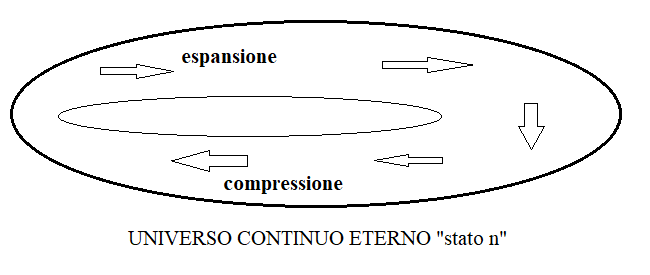 espansione
compressione
UNIVERSO CONTINUO ETERNO "stato n"